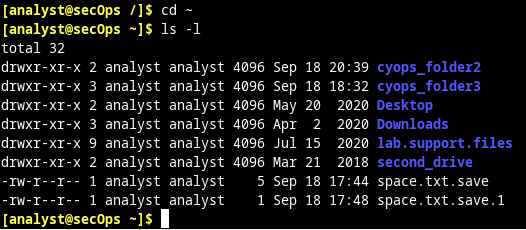 [analyst@secOps /]$ cd ~
[analyst@secOps ~]$ ls -l
total 32
drwxr-xr-x 2 analyst analyst 4096 Sep 18 20:39 cyops_folder2
drwxr-xr-x 3 analyst analyst 4096 Sep 18 18:32 cyops_folder3
drwxr-xr-x 2 analyst analyst 4096 May 20  2020 Desktop
drwxr-xr-x 3 analyst analyst 4096 Apr  2  2020 Downloads
drwxr-xr-x 9 analyst analyst 4096 Jul 15  2020 lab.support.files
drwxr-xr-x 2 analyst analyst 4096 Mar 21  2018 second_drive
-rw-r--r-- 1 analyst analyst    5 Sep 18 17:44 space.txt.save
-rw-r--r-- 1 analyst analyst    1 Sep 18 17:48 space.txt.save.1
[analyst@secOps ~]$